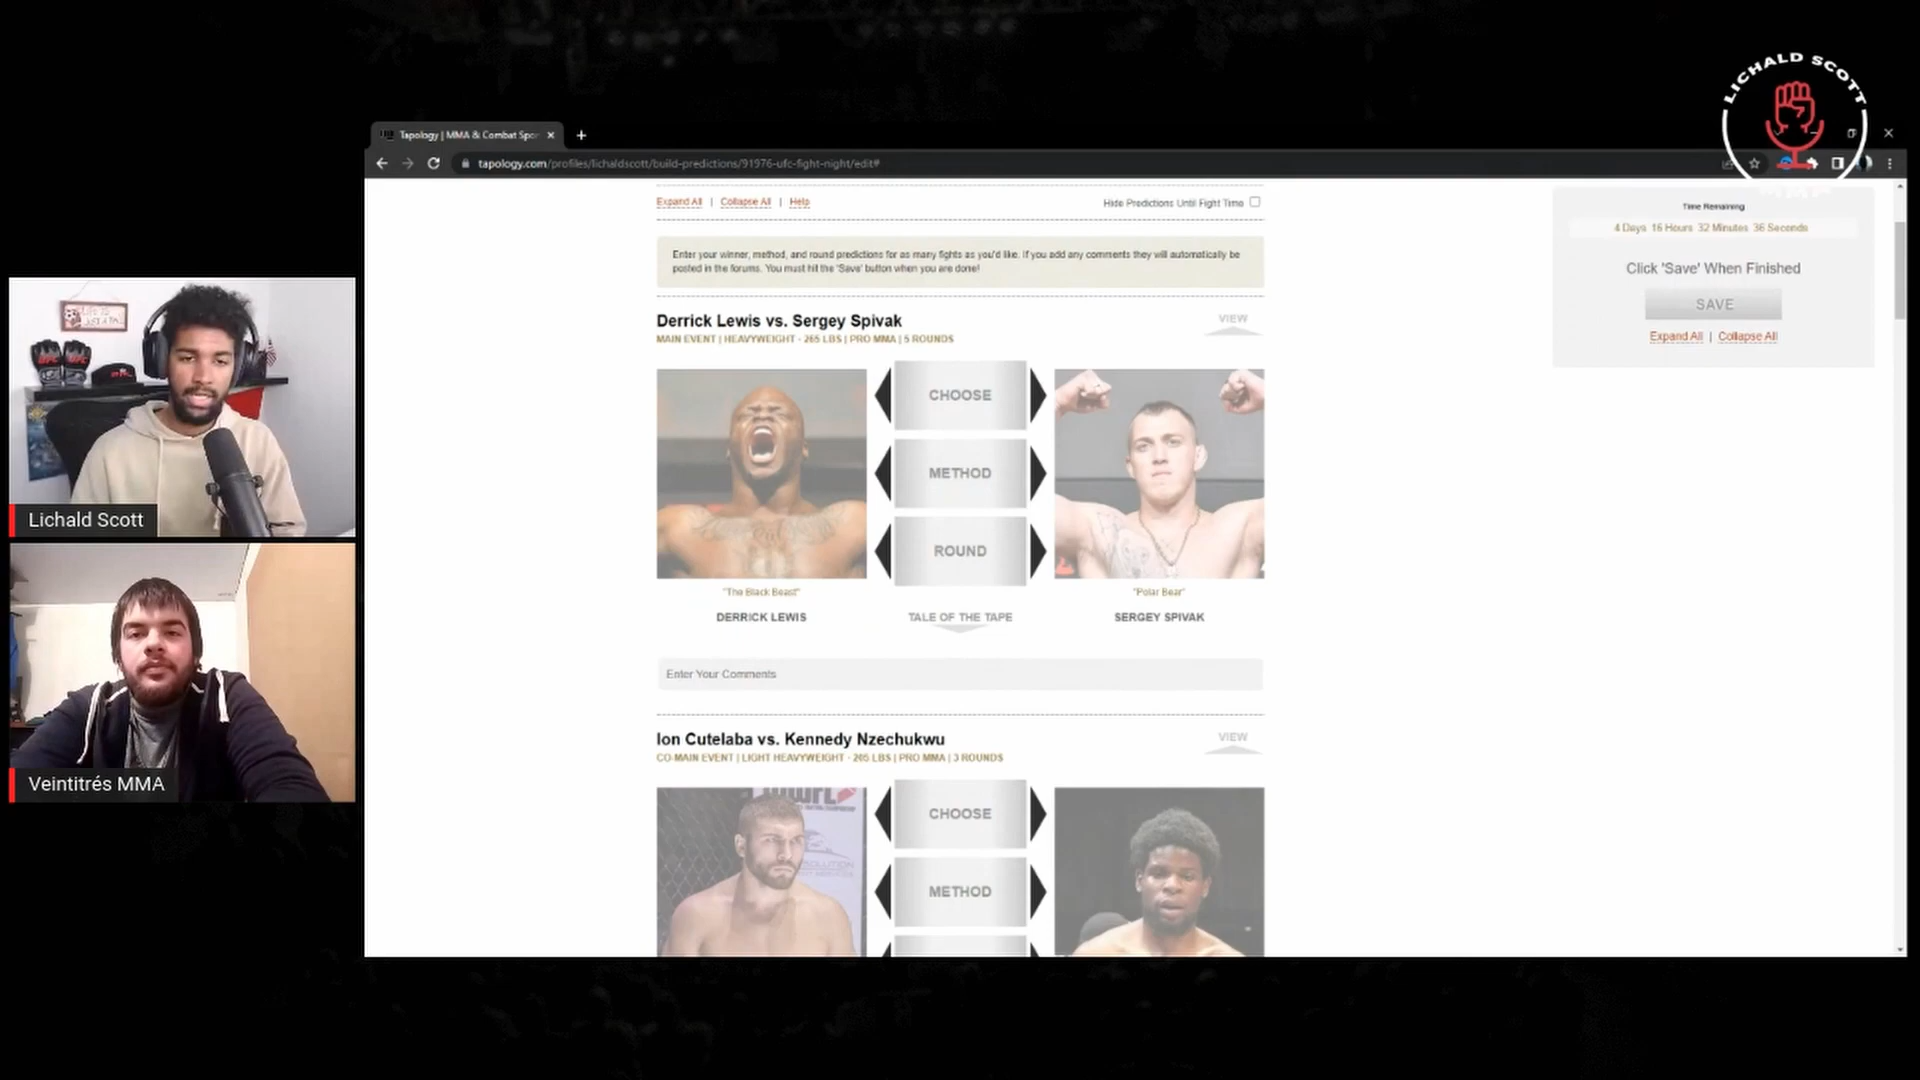 LICHALD SCOTT
Tapology | MMA & Combat Spor
tapology.com/profiles/lichaldscott/build-predictions/91976-ufc-fight-night/edit#
Expand All | Collapse All | Help
Hide Predictions Until Fight Time
Time Remaining
4 Days 16 Hours 32 Minutes 36 Seconds
Click 'Save' When Finished
SAVE
Expand All | Collapse All
Enter your winner, method, and round predictions for as many fights as you'd like. If you add any comments they will automatically be
posted in the forums. You must hit the 'Save' button when you are done!
Derrick Lewis vs. Sergey Spivak
VIEW
MAIN EVENT | HEAVYWEIGHT · 265 LBS | PRO MMA | 5 ROUNDS
CHOOSE
METHOD
ROUND
"The Black Beast"
"Polar Bear"
DERRICK LEWIS
TALE OF THE TAPE
SERGEY SPIVAK
Enter Your Comments
Ion Cutelaba vs. Kennedy Nzechukwu
VIEW
CO-MAIN EVENT | LIGHT HEAVYWEIGHT · 205 LBS | PRO MMA | 3 ROUNDS
CHOOSE
METHOD
UFC UFC
Lichald Scott
Veintitrés MMA